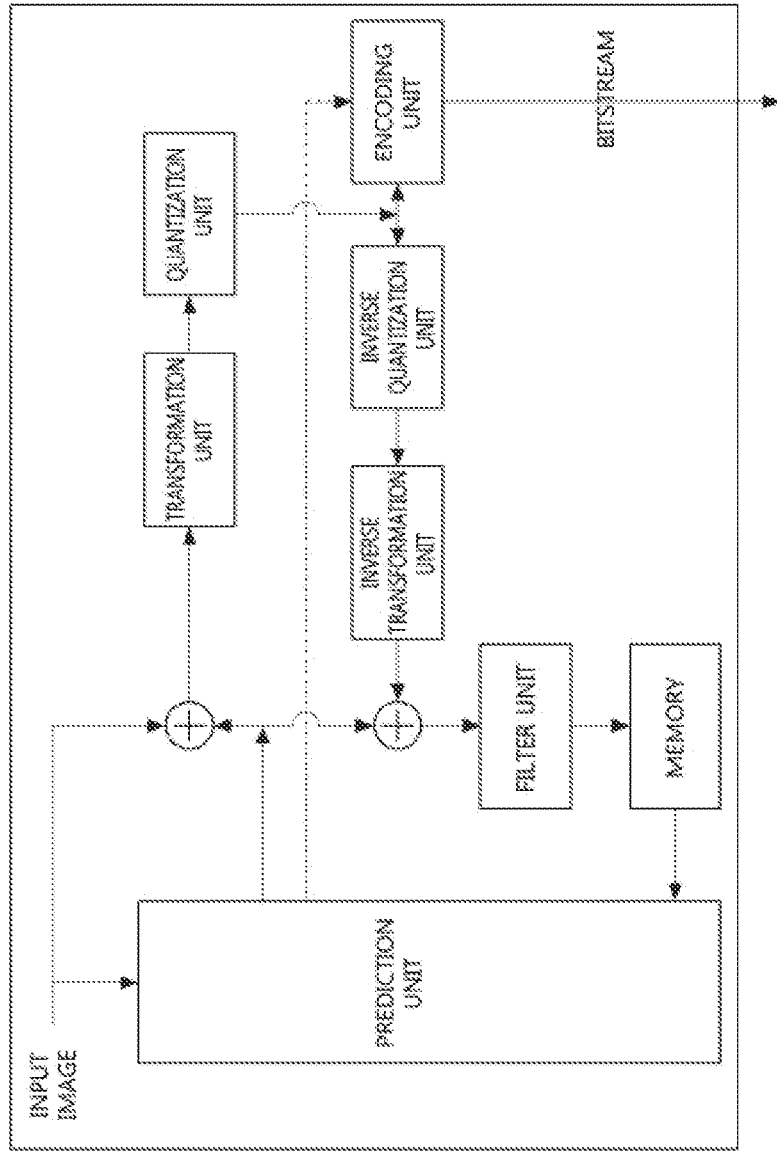 INPUT
IMAGE
TRANSFORMATION
UNIT
QUANTIZATION
UNIT
PREDICTION
UNIT
INVERSE
TRANSFORMATION
UNIT
INVERSE
QUANTIZATION
UNIT
ENCODING
UNIT
FILTER UNIT
MEMORY
BITSTREAM